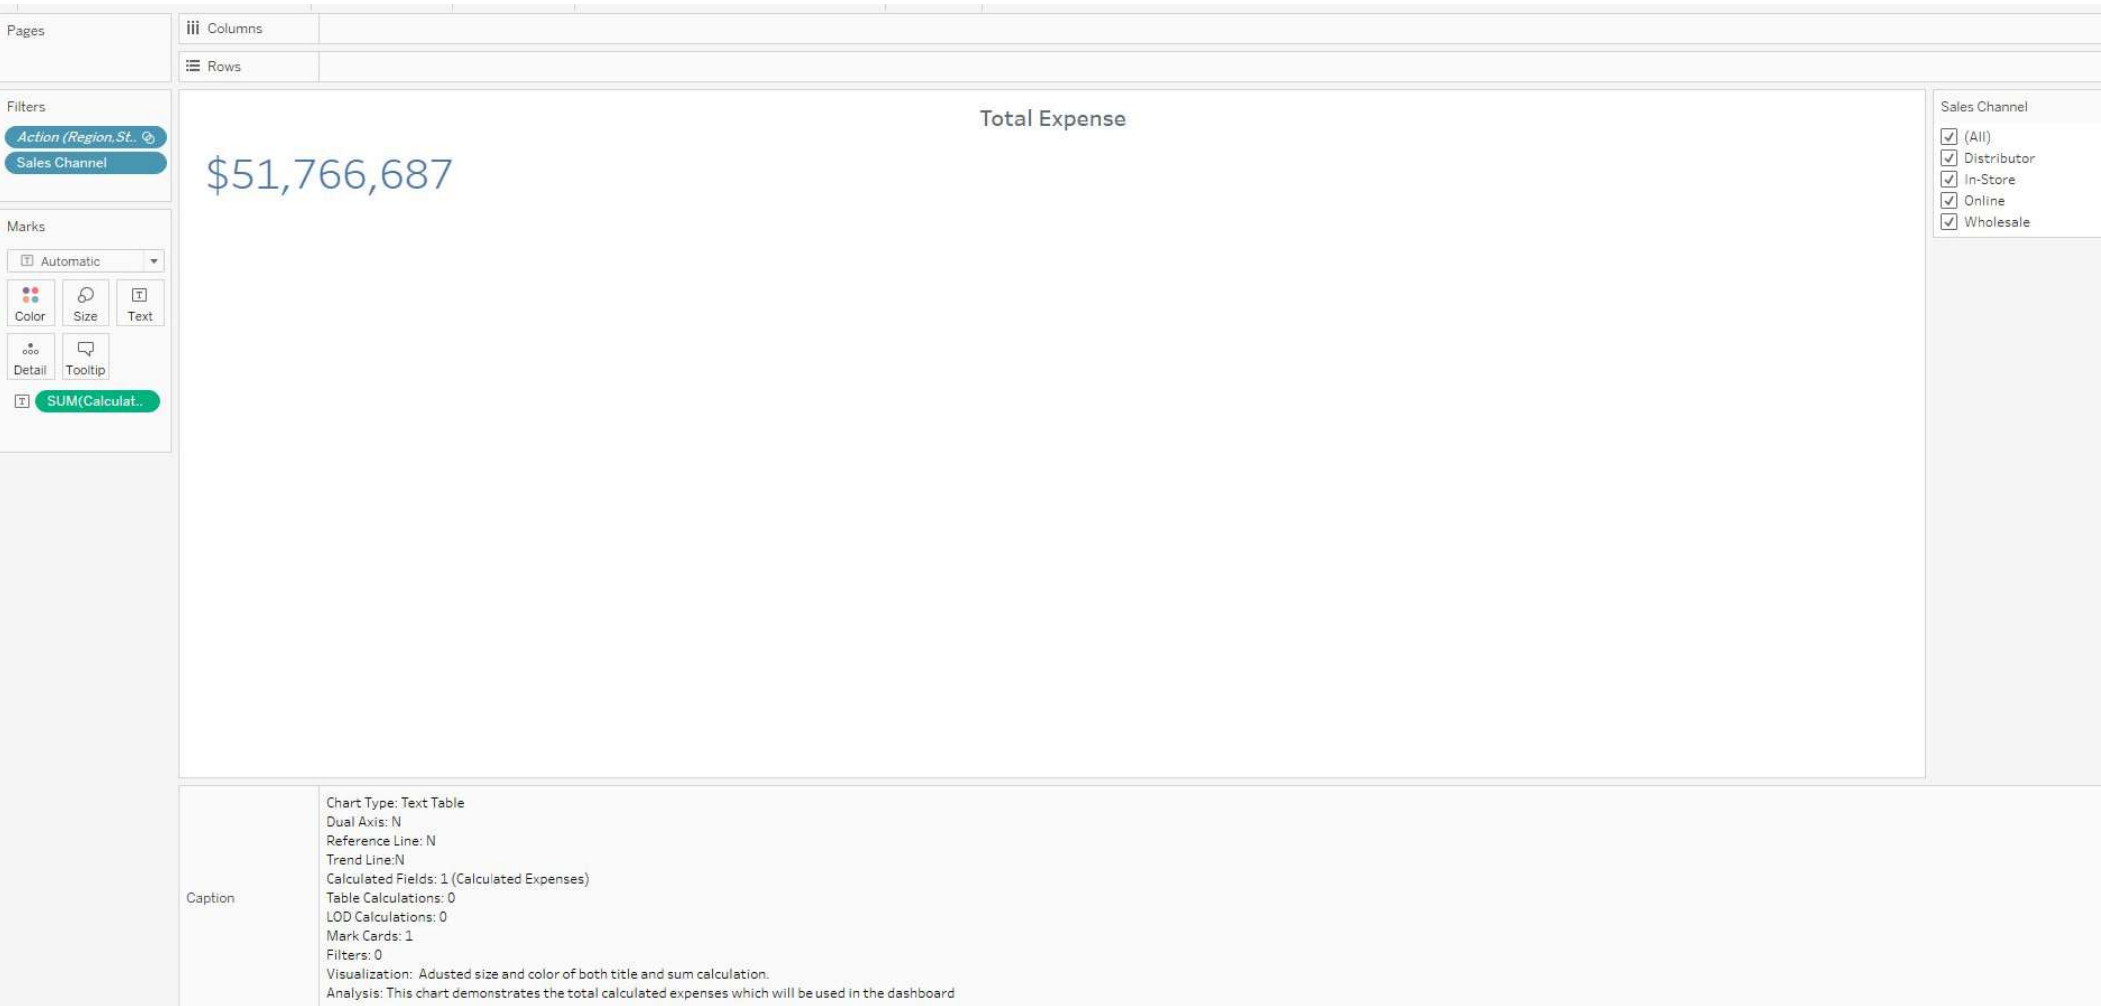 Pages
Columns
Rows
Filters
Action (Region,St..
Sales Channel
Marks
Automatic
Color Size Text
Detail Tooltip
SUM(Calculat..
Total Expense
$51,766,687
Sales Channel
(All)
Distributor
In-Store
Online
Wholesale
Caption
Chart Type: Text Table
Dual Axis: N
Reference Line: N
Trend Line:N
Calculated Fields: 1 (Calculated Expenses)
Table Calculations: 0
LOD Calculations: 0
Mark Cards: 1
Filters: 0
Visualization:  Adusted size and color of both title and sum calculation.
Analysis: This chart demonstrates the total calculated expenses which will be used in the dashboard